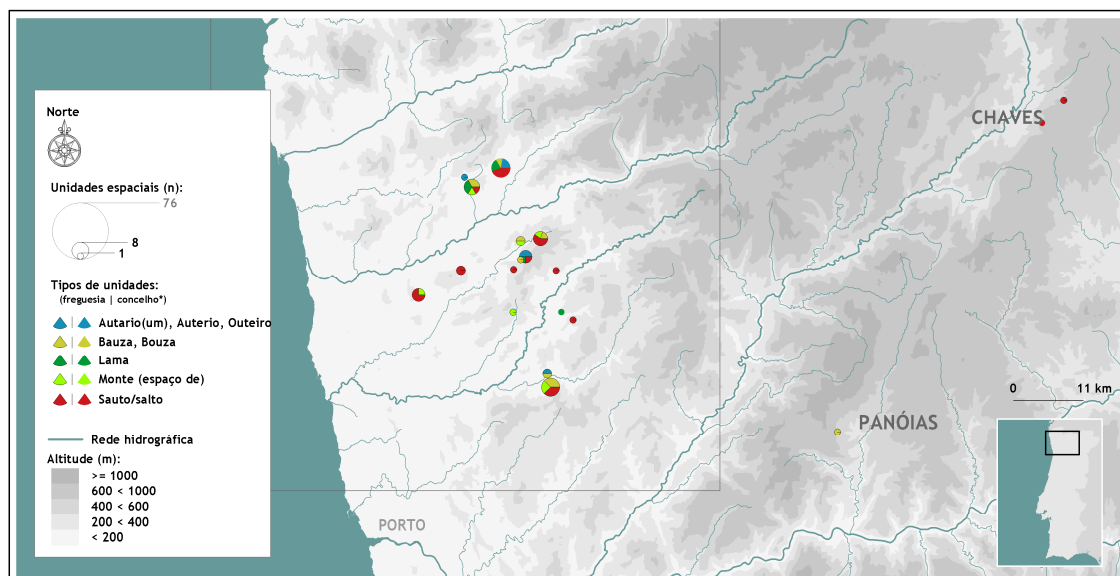 Norte
Unidades espaciais (n):
76
8
1
Tipos de unidades:
(freguesia | concelho*)
Autario(um), Auterio, Outeiro
Bauza, Bouza
Lama
Monte (espaço de)
Sauto/salto
Rede hidrográfica
Altitude (m):
>= 1000
600 < 1000
400 < 600
200 < 400
< 200
CHAVES
PANÓIAS
PORTO
0 11 km